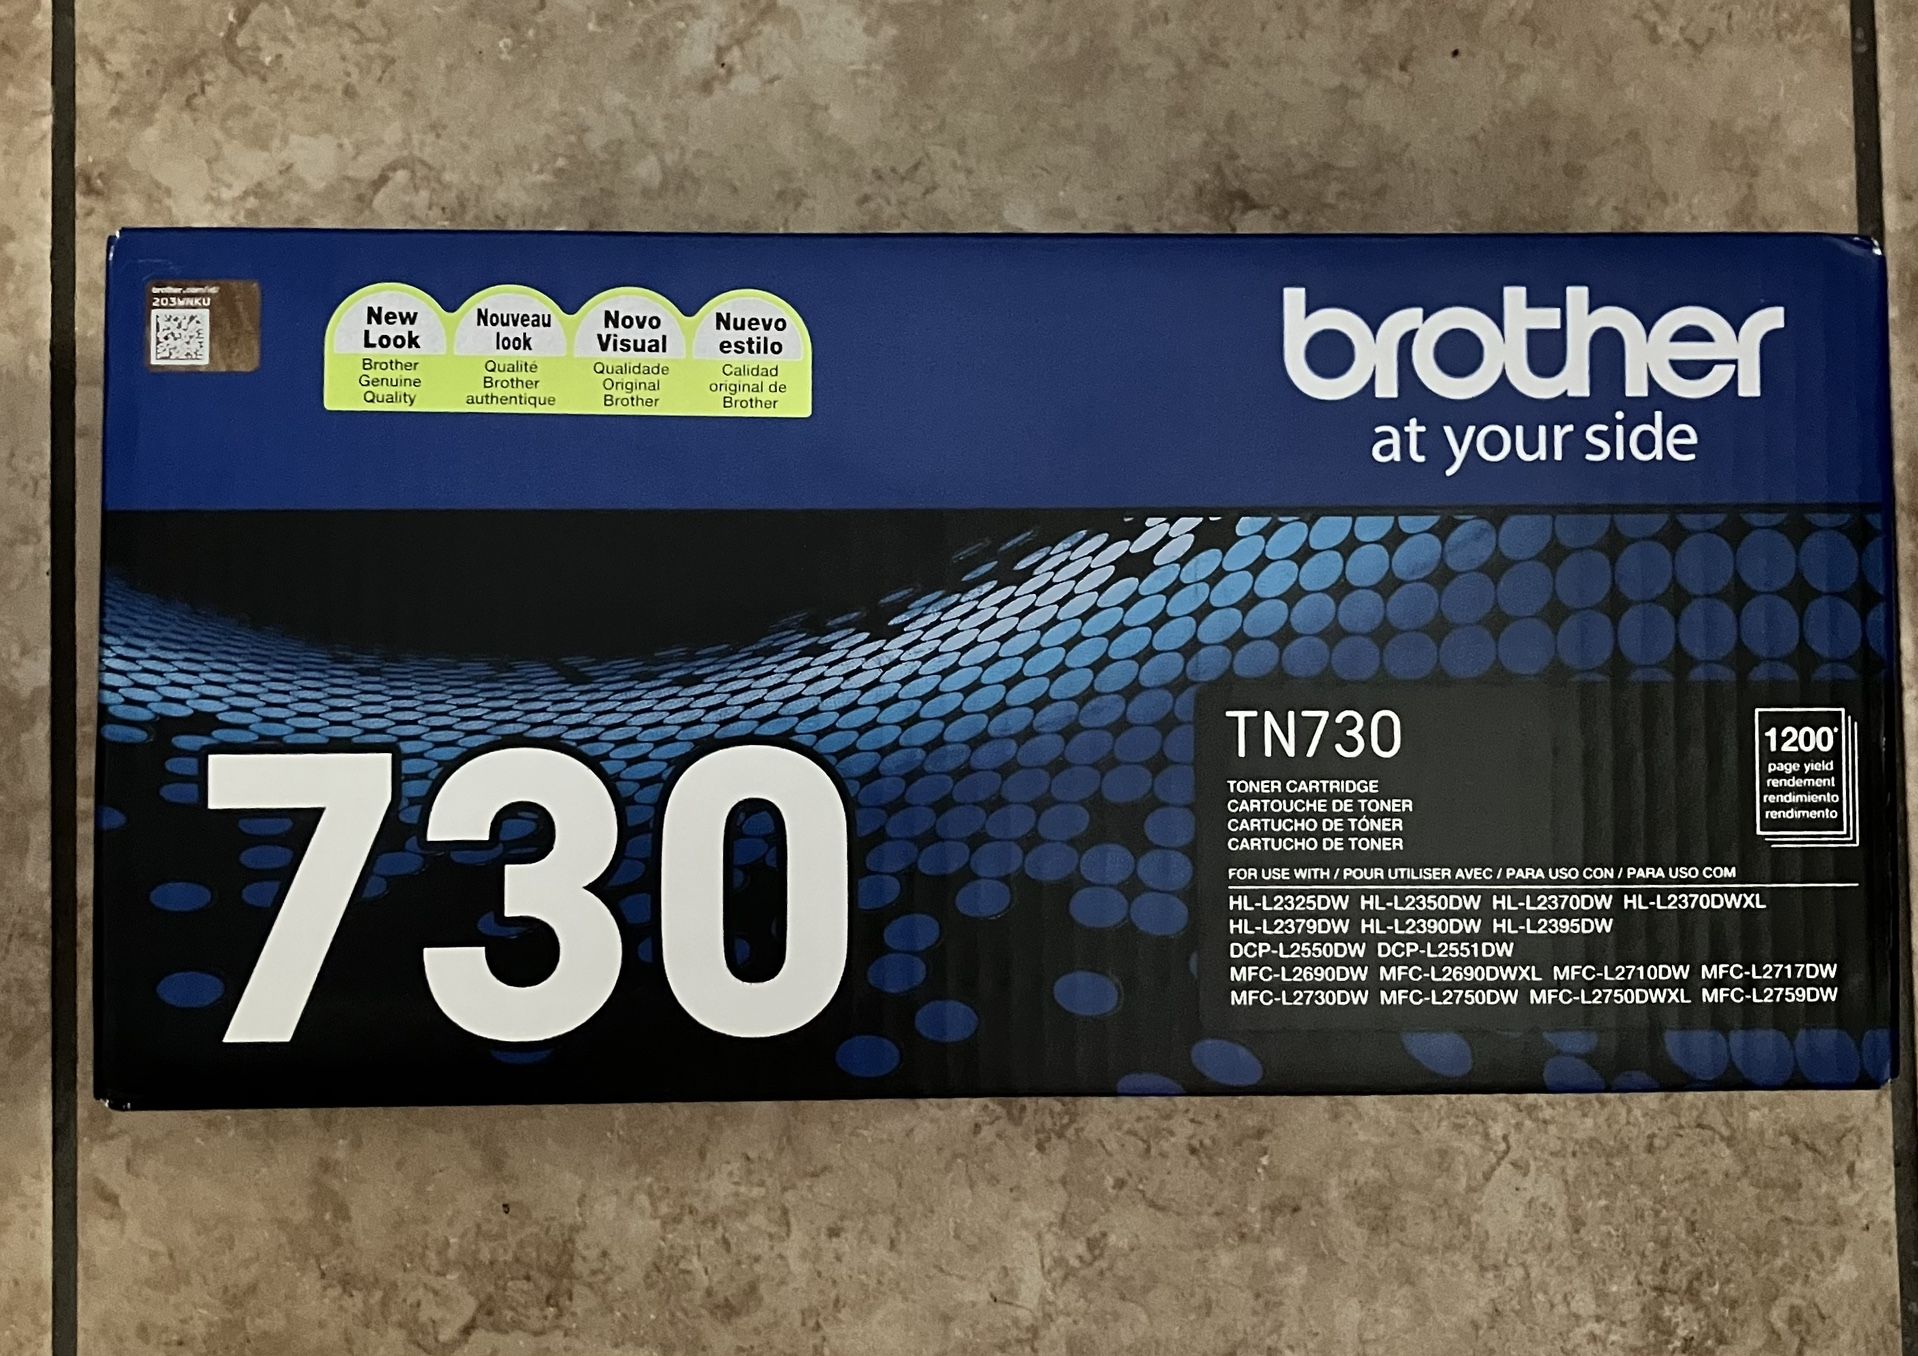 brother.com/id/
203WNKU
New
Look
Brother
Genuine
Quality
Nouveau
look
Qualité
Brother
authentique
Novo
Visual
Qualidade
Original
Brother
Nuevo
estilo
Calidad
original de
Brother
brother
at your side
730
TN730
TONER CARTRIDGE
CARTOUCHE DE TONER
CARTUCHO DE TÓNER
CARTUCHO DE TONER
1200*
page yield
rendement
rendimiento
rendimento
FOR USE WITH / POUR UTILISER AVEC / PARA USO CON / PARA USO COM
HL-L2325DW HL-L2350DW HL-L2370DW HL-L2370DWXL
HL-L2379DW HL-L2390DW HL-L2395DW
DCP-L2550DW DCP-L2551DW
MFC-L2690DW MFC-L2690DWXL MFC-L2710DW MFC-L2717DW
MFC-L2730DW MFC-L2750DW MFC-L2750DWXL MFC-L2759DW